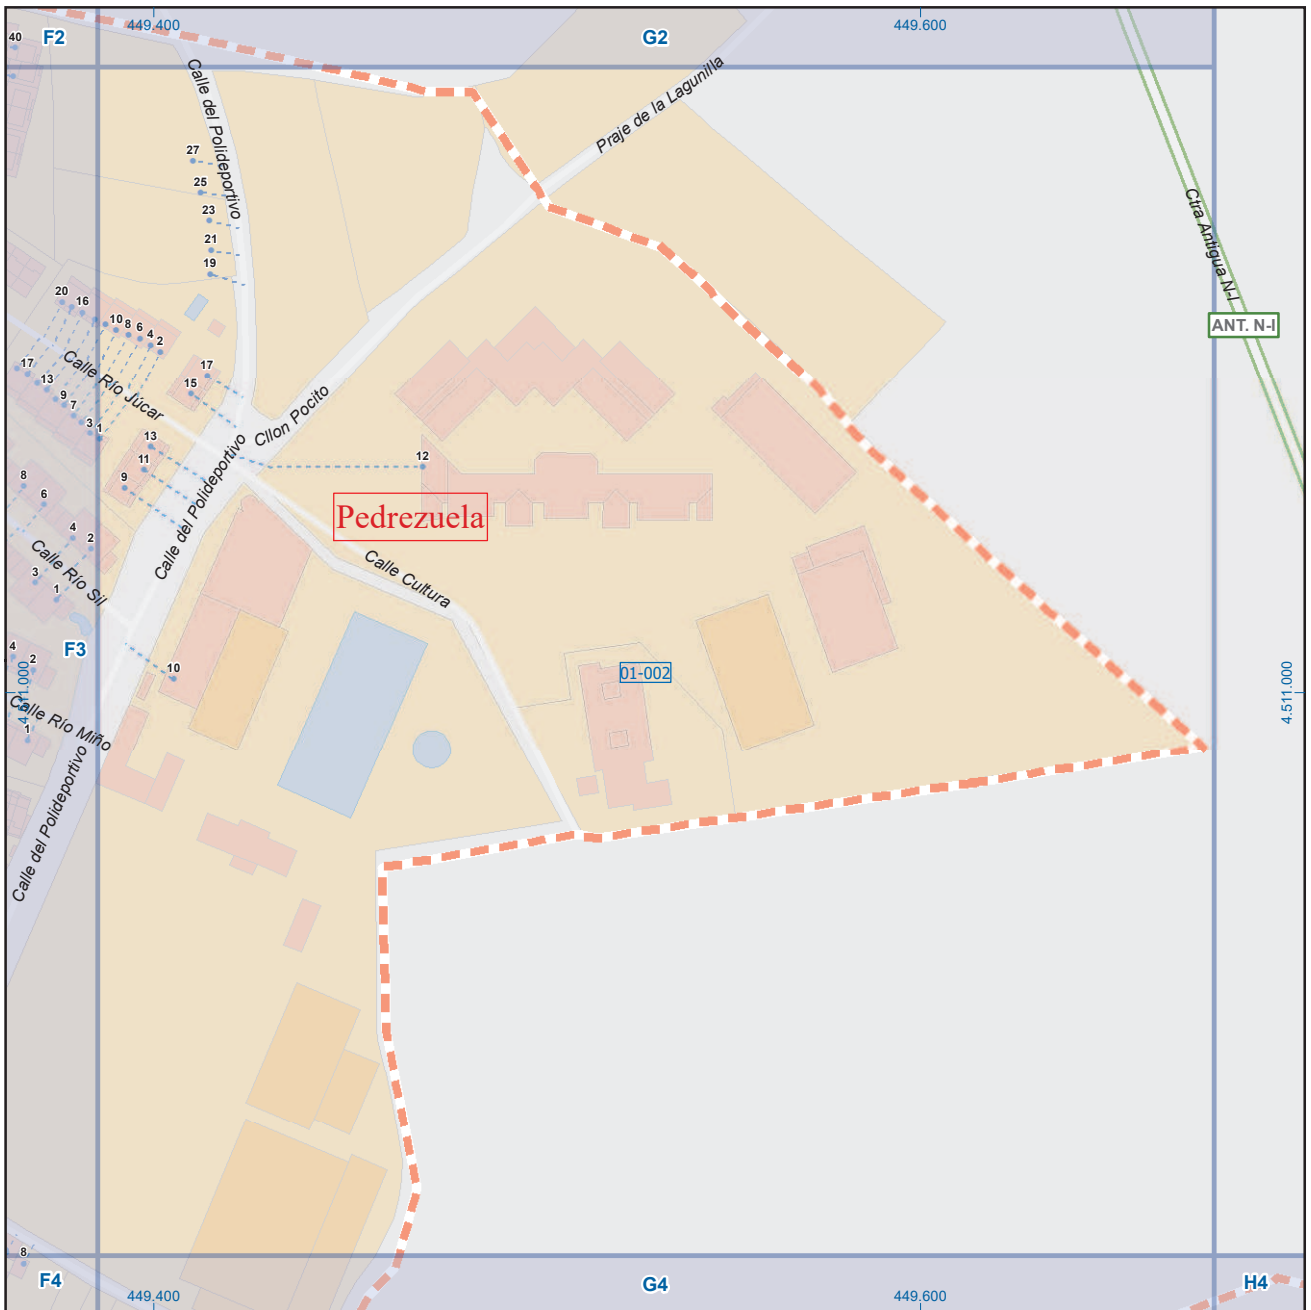 449.400
449.600
40
F2
G2
Calle del Polideportivo
Praje de la Lagunilla
27
25
23
21
19
Ctra Antigua N-I
ANT. N-I
20
16
10
8
6
4
2
17
13
9
7
3
1
Calle Río Júcar
17
15
Cllon Pocito
13
11
9
12
Calle del Polideportivo
Pedrezuela
8
6
4
2
3
1
Calle Río Sil
Calle Cultura
F3
10
01-002
4
2
4.511.000
4.511.000
Calle Río Miño
1
Calle del Polideportivo
8
F4
G4
H4
449.400
449.600